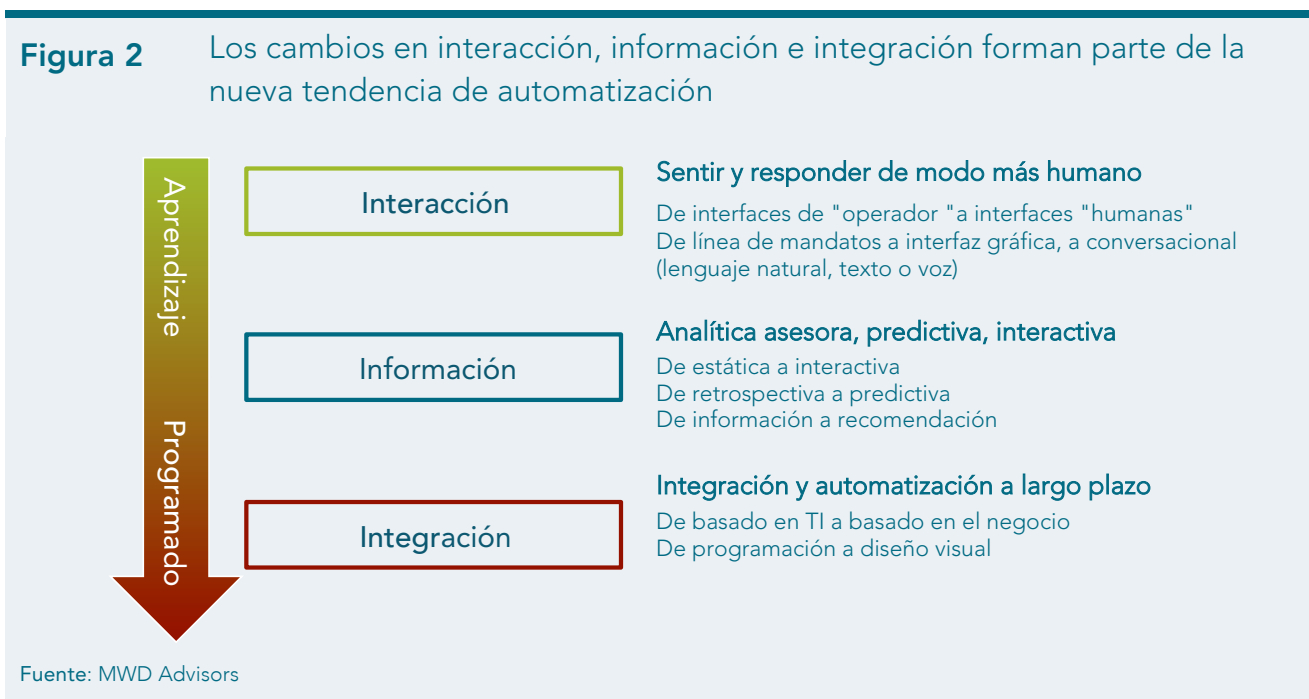 Figura 2
Los cambios en interacción, información e integración forman parte de la
nueva tendencia de automatización
Aprendizaje
Programado
Interacción
Sentir y responder de modo más humano
De interfaces de "operador "a interfaces "humanas"
De línea de mandatos a interfaz gráfica, a conversacional
(lenguaje natural, texto o voz)
Información
Analítica asesora, predictiva, interactiva
De estática a interactiva
De retrospectiva a predictiva
De información a recomendación
Integración
Integración y automatización a largo plazo
De basado en TI a basado en el negocio
De programación a diseño visual
Fuente: MWD Advisors